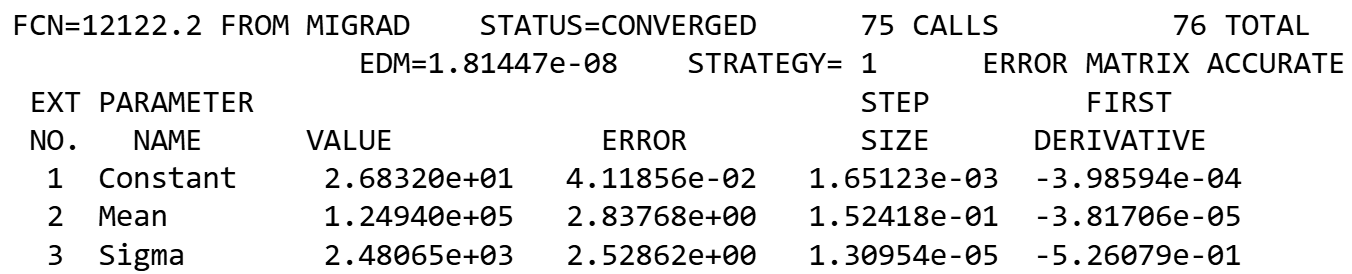 FCN=12122.2 FROM MIGRAD    STATUS=CONVERGED      75 CALLS          76 TOTAL
                    EDM=1.81447e-08    STRATEGY= 1      ERROR MATRIX ACCURATE
 EXT PARAMETER                                   STEP         FIRST
 NO.   NAME      VALUE            ERROR          SIZE      DERIVATIVE
  1  Constant     2.68320e+01   4.11856e-02   1.65123e-03  -3.98594e-04
  2  Mean         1.24940e+05   2.83768e+00   1.52418e-01  -3.81706e-05
  3  Sigma        2.48065e+03   2.52862e+00   1.30954e-05  -5.26079e-01